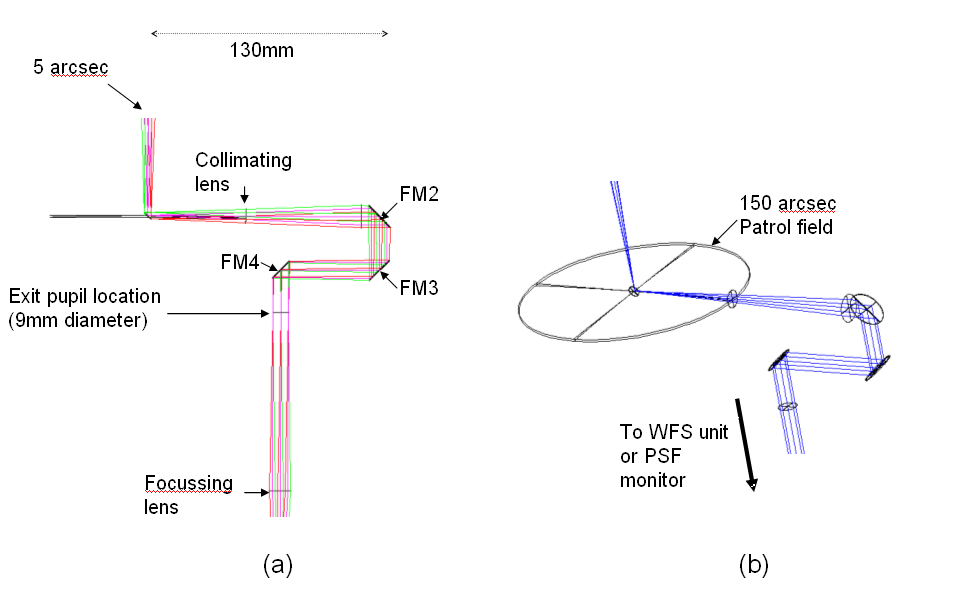 130mm
5 arcsec
Collimating
lens
FM2
FM4
FM3
Exit pupil location
(9mm diameter)
Focussing
lens
(a)
150 arcsec
Patrol field
To WFS unit
or PSF
monitor
(b)